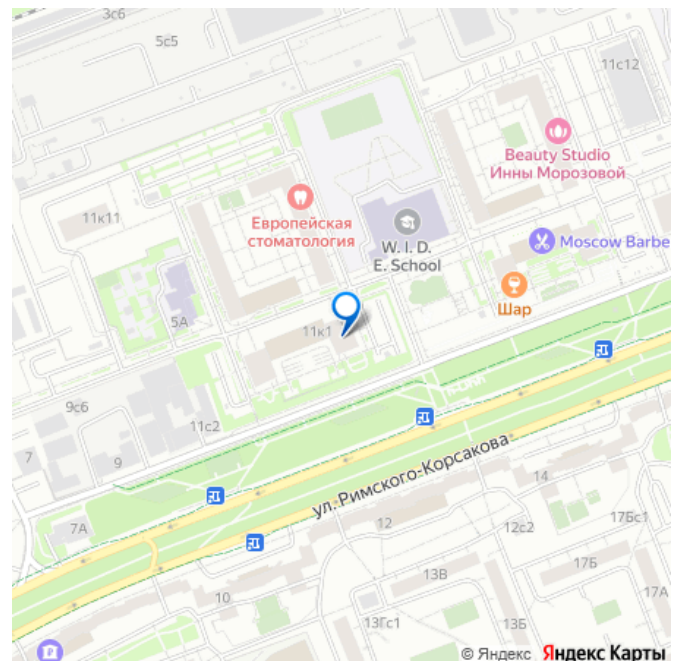 3с6
5с5
11с12
Beauty Studio
Инны Морозовой
11к11
Европейская
стоматология
W. I. D.
E. School
Moscow Barbe
Шар
5А
11к1
9с6
11с2
7
9
ул. Римского-Корсакова
14
17Бс1
7А
12
12с2
17Б
13В
17А
10
13Гс1
13Б
© Яндекс Яндекс Карты